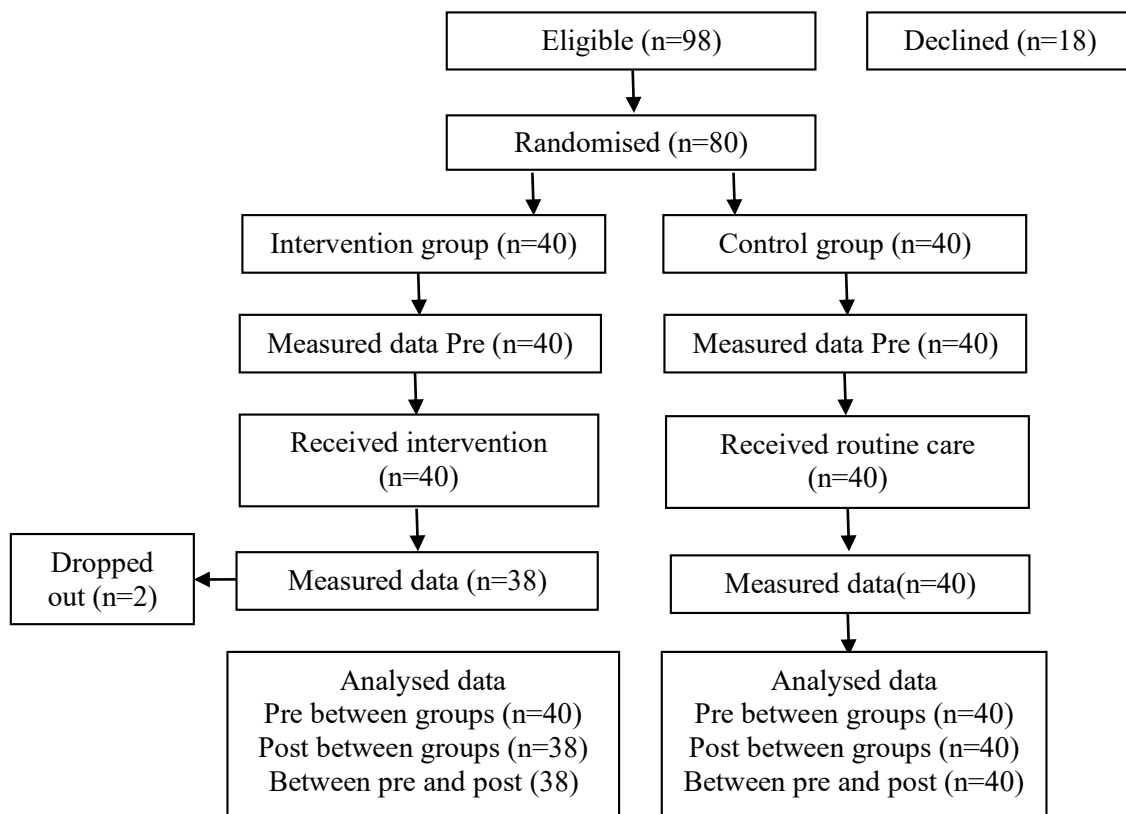 Eligible (n=98)
Declined (n=18)
Randomised (n=80)
Intervention group (n=40)
Control group (n=40)
Measured data Pre (n=40)
Measured data Pre (n=40)
Received intervention
(n=40)
Received routine care
(n=40)
Dropped
out (n=2)
Measured data (n=38)
Measured data(n=40)
Analysed data
Pre between groups (n=40)
Post between groups (n=38)
Between pre and post (38)
Analysed data
Pre between groups (n=40)
Post between groups (n=40)
Between pre and post (n=40)